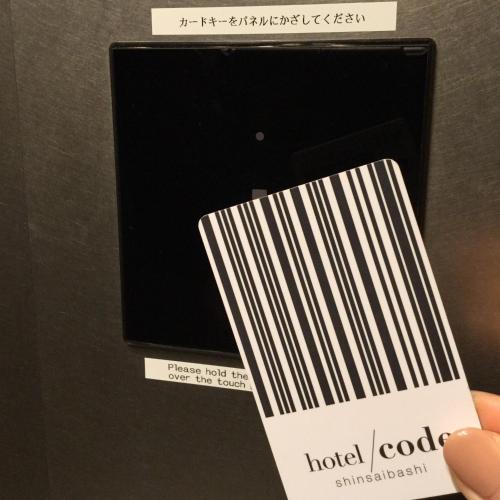 カードキーをパネルにかざしてください
Please hold the
over the touch
hotel/code
shinsaibashi